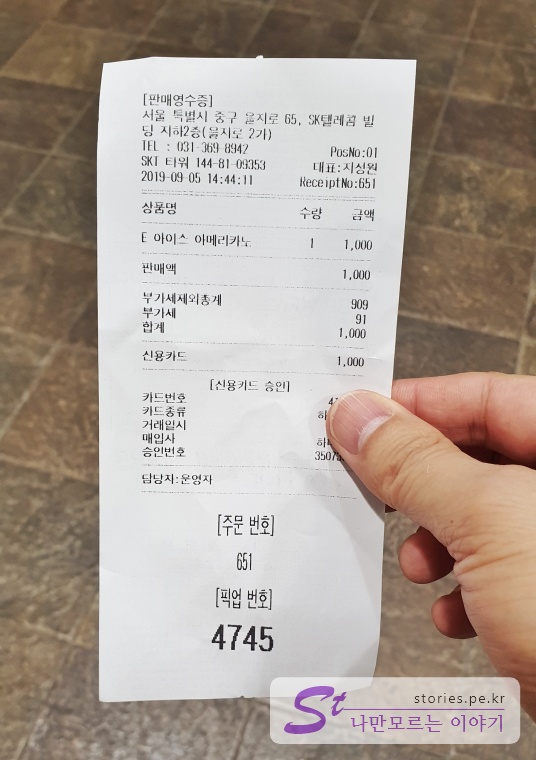 [판매영수증]
서울 특별시 중구 을지로 65, SK텔레콤 빌
딩 지하2층(을지로 2가)
TEL : 031-369-8942 PosNo:01
SKT 타워 144-81-09353 대표:지성원
2019-09-05 14:44:11 ReceiptNo:651
상품명 수량 금액
E 아이스 아메리카노 1 1,000
판매액 1,000
부가세제외총계 909
부가세 91
합계 1,000
신용카드 1,000
[신용카드 승인]
카드번호
카드종류
거래일시
매입사
승인번호
담당자:운영자
[주문 번호]
651
[픽업 번호]
4745
St
stories.pe.kr
나만모르는 이야기